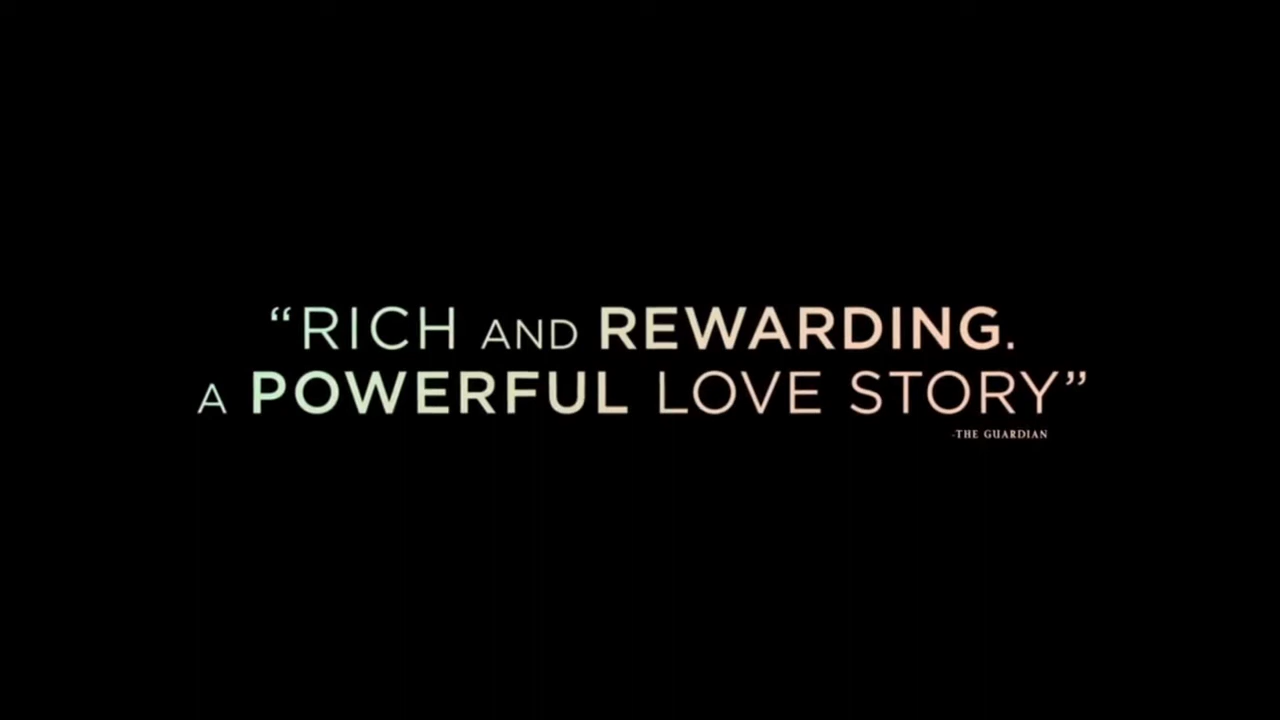 “RICH AND REWARDING.
A POWERFUL LOVE STORY”
-THE GUARDIAN